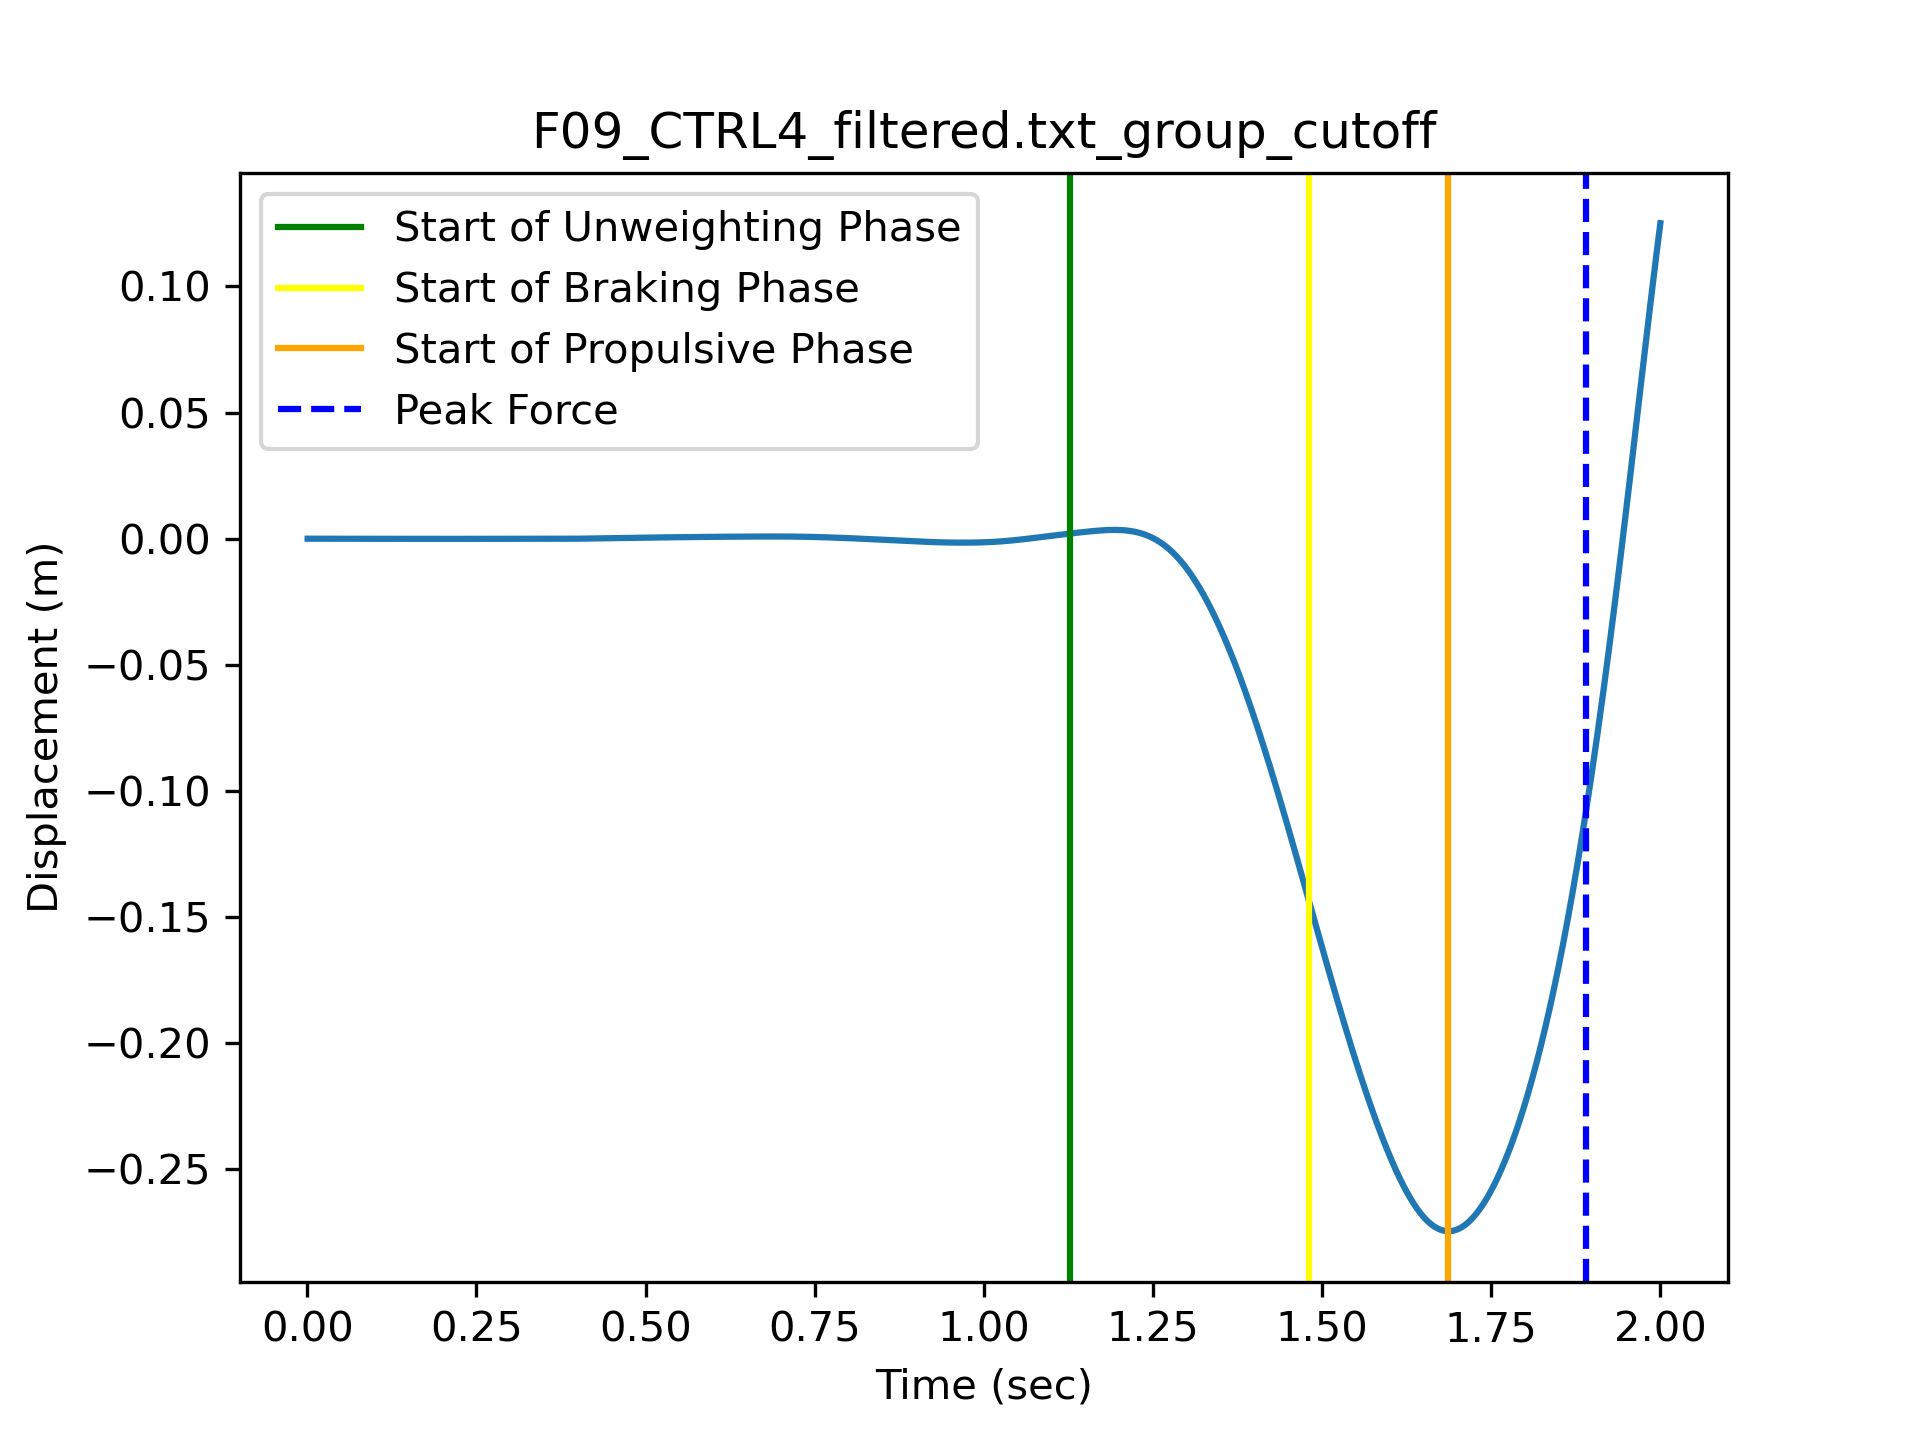 F09_CTRL4_filtered.txt_group_cutoff
Start of Unweighting Phase
Start of Braking Phase
Start of Propulsive Phase
Peak Force
0.10
0.05
0.00
−0.05
−0.10
−0.15
−0.20
−0.25
Displacement (m)
0.00 0.25 0.50 0.75 1.00 1.25 1.50 1.75 2.00
Time (sec)